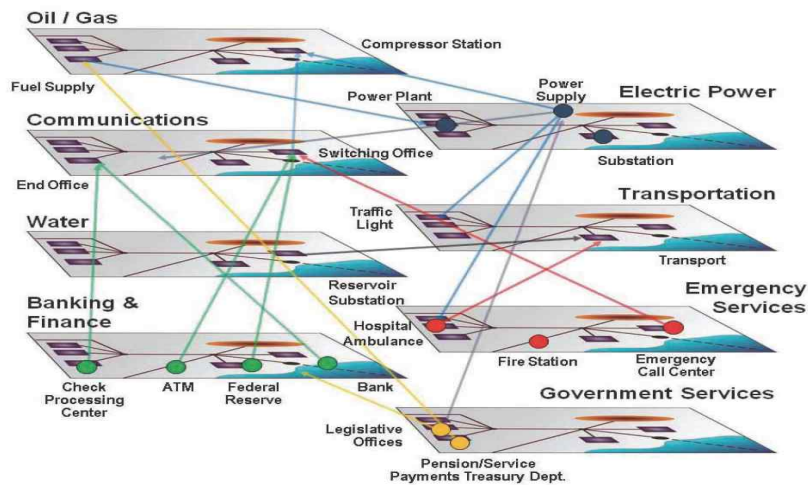 Oil / Gas
Compressor Station
Fuel Supply
Power Plant
Power
Supply
Electric Power
Communications
Switching Office
Substation
End Office
Transportation
Water
Traffic
Light
Transport
Reservoir
Substation
Emergency
Services
Banking &
Finance
Hospital
Ambulance
Fire Station
Emergency
Call Center
Check
Processing
Center
ATM
Federal
Reserve
Bank
Government Services
Legislative
Offices
Pension/Service
Payments Treasury Dept.